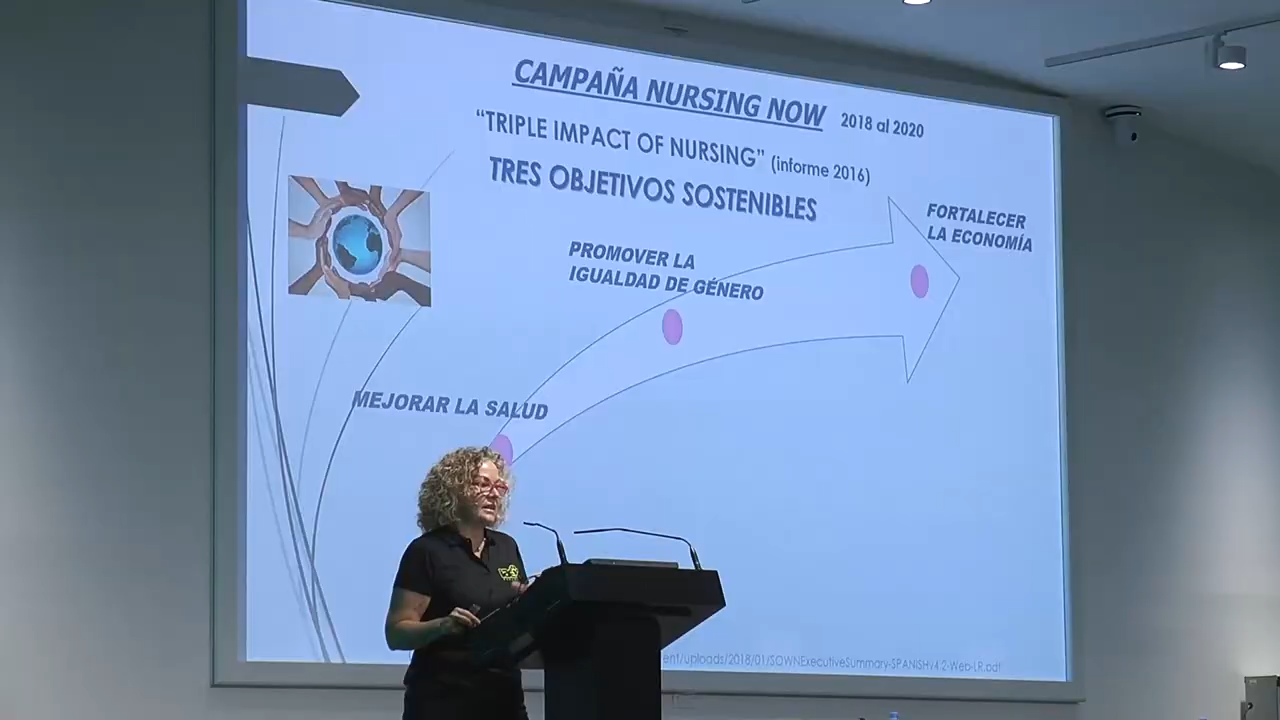 CAMPAÑA NURSING NOW 2018 al 2020
“TRIPLE IMPACT OF NURSING” (informe 2016)
TRES OBJETIVOS SOSTENIBLES
FORTALECER
LA ECONOMÍA
PROMOVER LA
IGUALDAD DE GÉNERO
MEJORAR LA SALUD
ent/uploads/2018/01/SOWNExecutiveSummary-SPANISHv4.2-Web-LR.pdf